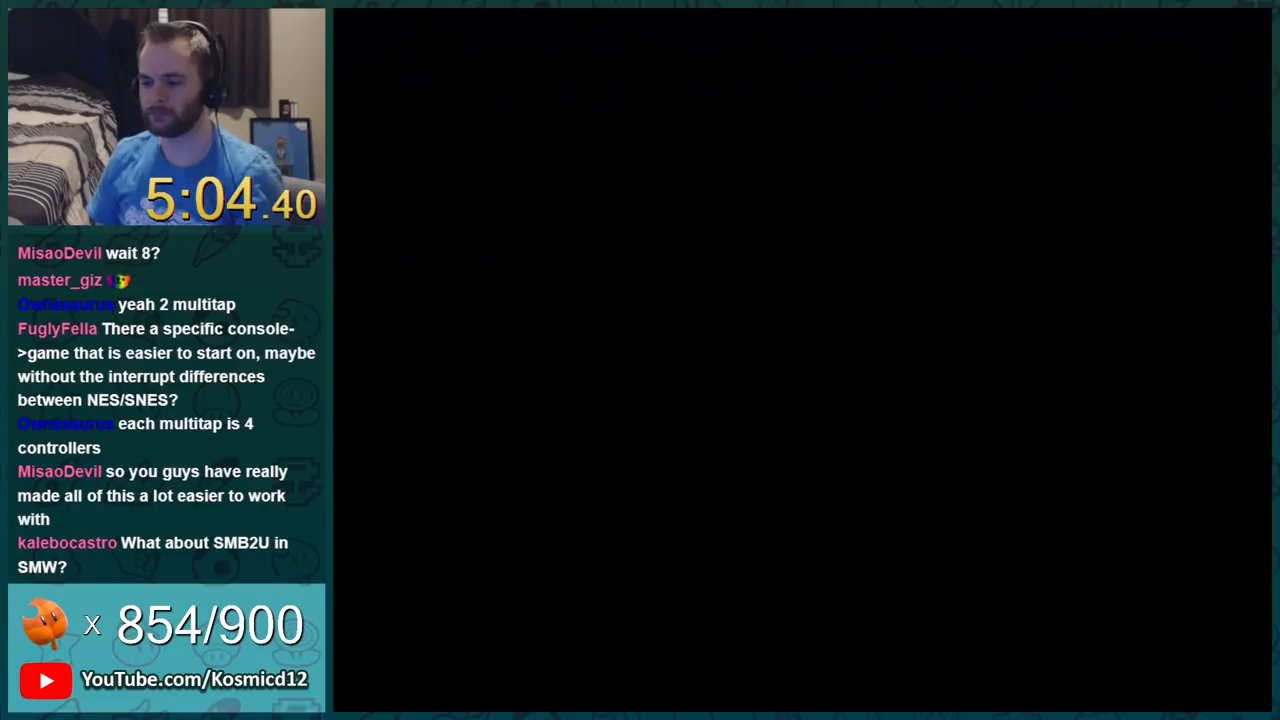 5:04.40
MisaoDevil wait 8?
master_giz
Ownasaurus yeah 2 multitap
FuglyFella There a specific console-
>game that is easier to start on, maybe
without the interrupt differences
between NES/SNES?
Ownasaurus each multitap is 4
controllers
MisaoDevil so you guys have really
made all of this a lot easier to work
with
kalebocastro What about SMB2U in
SMW?
x 854/900
YouTube.com/Kosmicd12